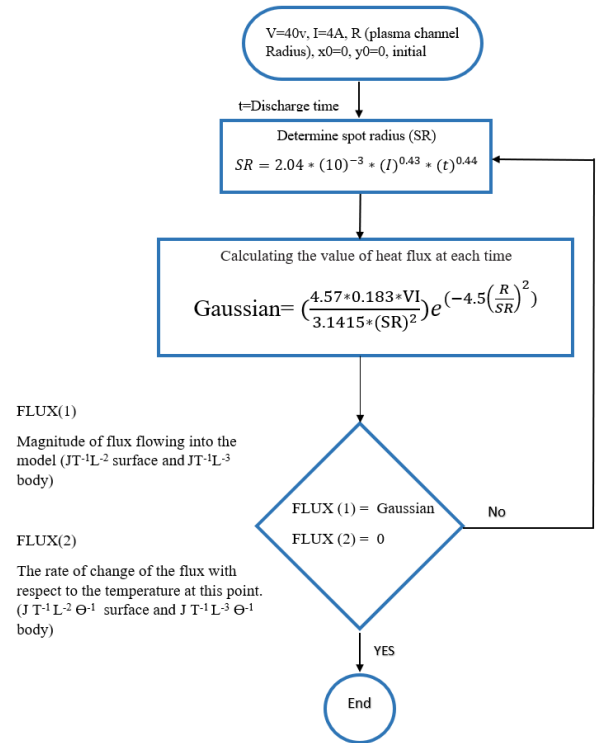 V=40v, I=4A, R (plasma channel
Radius), x0=0, y0=0, initial
t=Discharge time
Determine spot radius (SR)
SR = 2.04 ∗ (10)⁻³ ∗ (I)^0.43 ∗ (t)^0.44
Calculating the value of heat flux at each time
Gaussian= (4.57∗0.183∗VI / 3.1415∗(SR)²)e^(−4.5(R/SR)²)
FLUX(1)
Magnitude of flux flowing into the
model (JT⁻¹L⁻² surface and JT⁻¹L⁻³
body)
FLUX (1) = Gaussian
FLUX (2) = 0
No
FLUX(2)
The rate of change of the flux with
respect to the temperature at this point.
(J T⁻¹ L⁻² ϴ⁻¹ surface and J T⁻¹ L⁻³ ϴ⁻¹
body)
YES
End